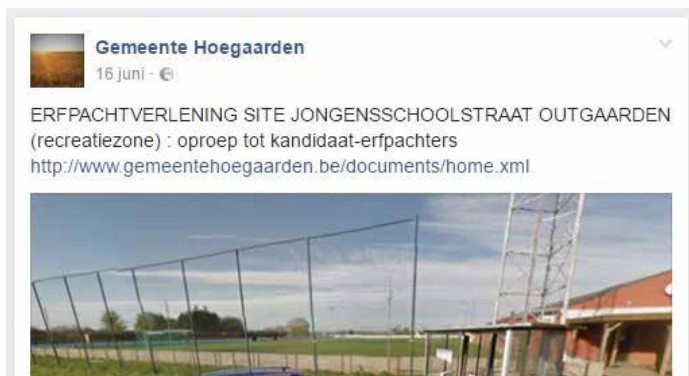 Gemeente Hoegaarden
16 juni ·
ERFPACHTVERLENING SITE JONGENSSCHOOLSTRAAT OUTGAARDEN
(recreatiezone) : oproep tot kandidaat-erfpachters
http://www.gemeentehoegaarden.be/documents/home.xml